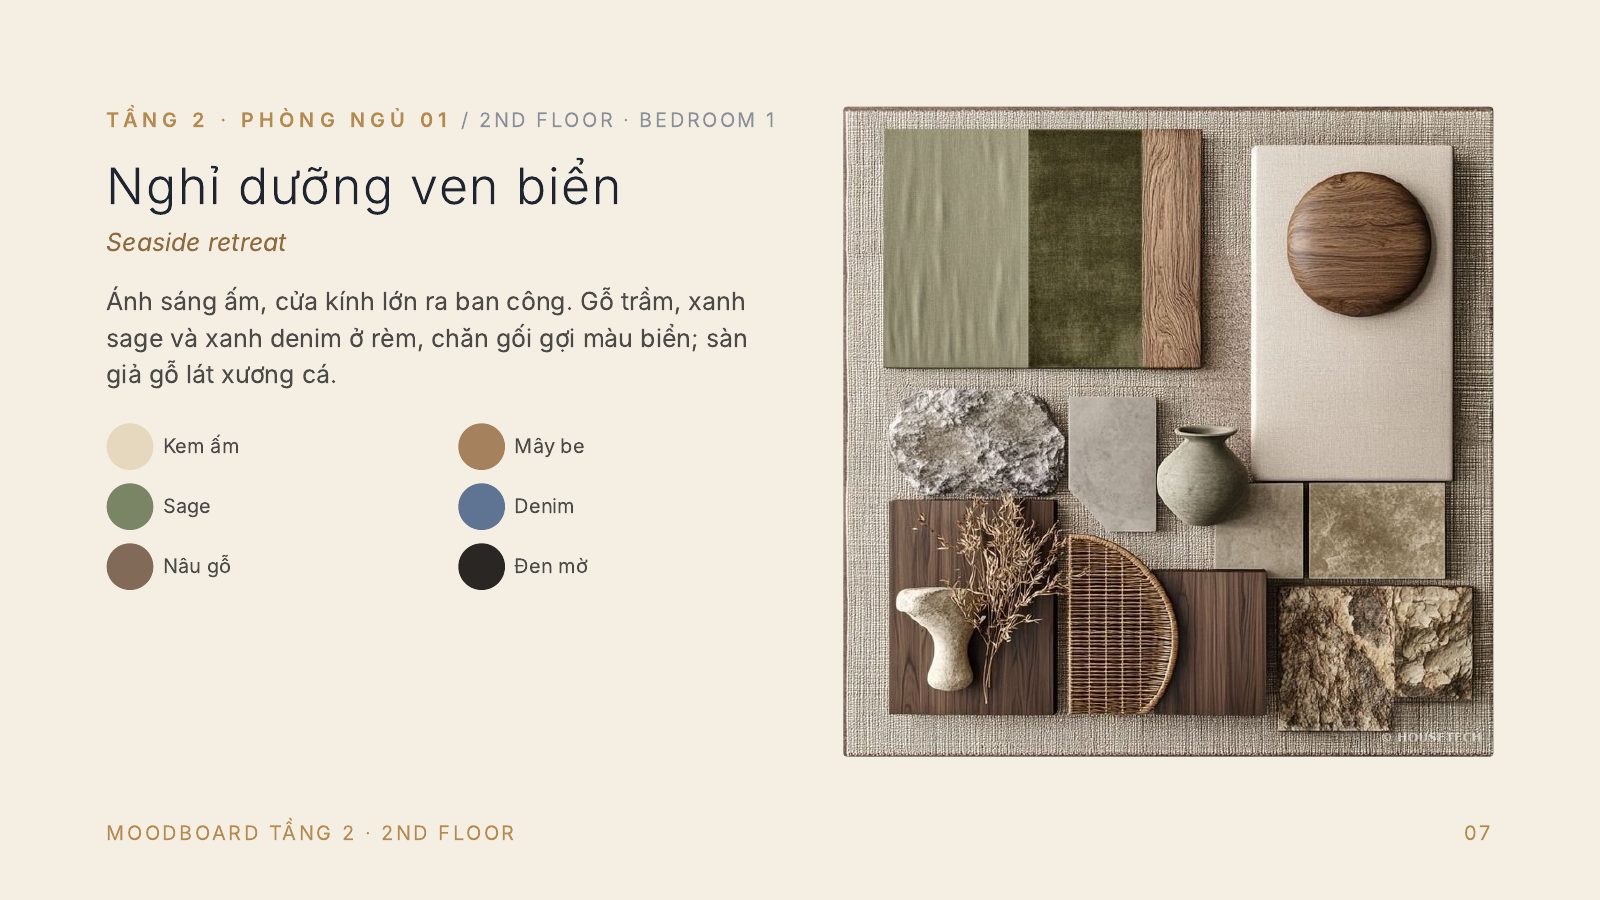 TẦNG 2 · PHÒNG NGỦ 01 / 2ND FLOOR · BEDROOM 1
Nghỉ dưỡng ven biển
Seaside retreat
Ánh sáng ấm, cửa kính lớn ra ban công. Gỗ trầm, xanh
sage và xanh denim ở rèm, chăn gối gợi màu biển; sàn
giả gỗ lát xương cá.
Kem ấm
Mây be
Sage
Denim
Nâu gỗ
Đen mờ
© HOUSETECH
MOODBOARD TẦNG 2 · 2ND FLOOR
07